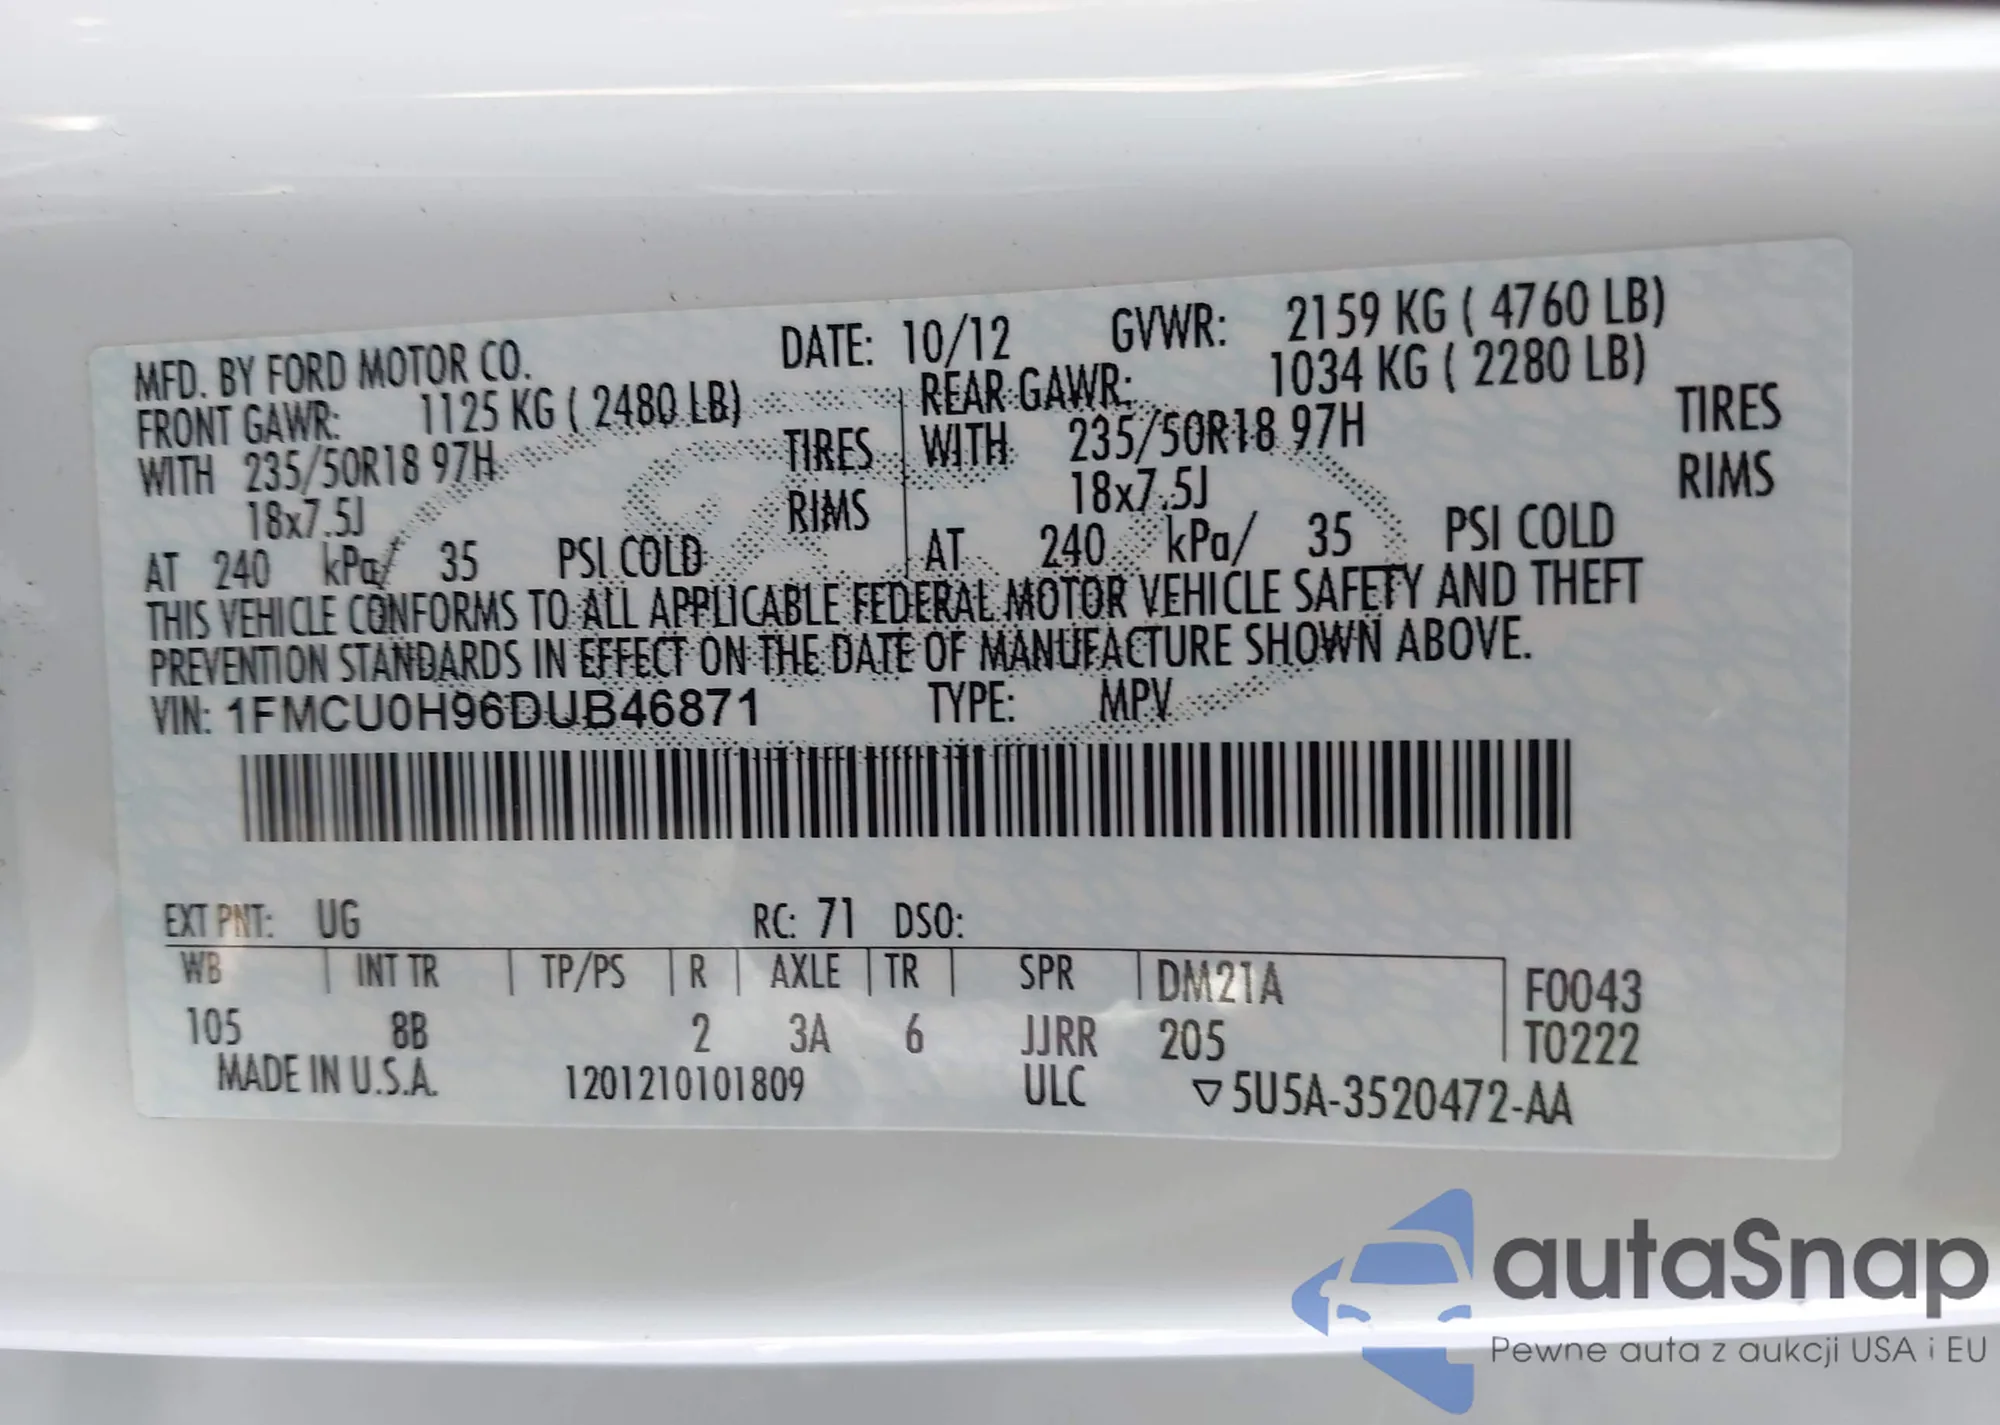 MFD. BY FORD MOTOR CO. DATE: 10/12 GVWR: 2159 KG ( 4760 LB)
FRONT GAWR: 1125 KG ( 2480 LB) REAR GAWR: 1034 KG ( 2280 LB)
WITH 235/50R18 97H TIRES WITH 235/50R18 97H TIRES
18x7.5J RIMS 18x7.5J RIMS
AT 240 kPa/ 35 PSI COLD AT 240 kPa/ 35 PSI COLD
THIS VEHICLE CONFORMS TO ALL APPLICABLE FEDERAL MOTOR VEHICLE SAFETY AND THEFT
PREVENTION STANDARDS IN EFFECT ON THE DATE OF MANUFACTURE SHOWN ABOVE.
VIN: 1FMCU0H96DUB46871 TYPE: MPV
EXT PNT: UG RC: 71 DSO:
WB INT TR TP/PS R AXLE TR SPR DM21A F0043
105 8B 2 3A 6 JJRR 205 T0222
MADE IN U.S.A. 1201210101809 ULC ▽5U5A-3520472-AA
autaSnap
Pewne auta z aukcji USA i EU